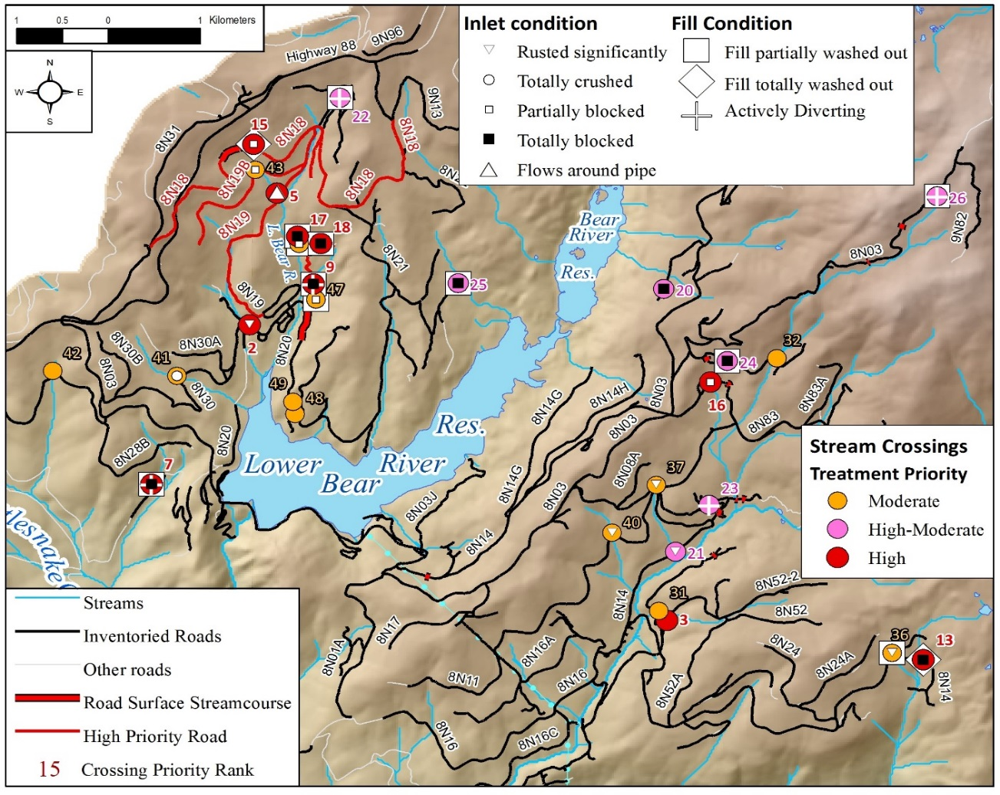 1 0.5 0 1 Kilometers
N
W E
S
Inlet condition
Rusted significantly
Totally crushed
Partially blocked
Totally blocked
Flows around pipe
Fill Condition
Fill partially washed out
Fill totally washed out
Actively Diverting
Highway 88
9N96
9N13
8N31
22
15
8N18
8N18
43
8N19B
8N18
8N18
5
8N19
17
18
L. Bear R.
8N21
9
47
8N19
2
8N20
25
Bear
River
Res.
20
26
8N03
9N82
42
8N30B
8N03
41
8N30A
8N30
49
48
8N28B
7
8N20
24
32
16
8N03
8N14H
8N14G
8N03
8N83A
8N83
Lower
Bear
River
Res.
8N14G
8N03
8N08A
37
23
40
21
8N03J
8N14
8N14
31
3
8N52-2
8N52
8N24
8N24A
36
13
8N14
8N52A
8N17
8N01A
8N16A
8N16
8N11
8N16
8N16C
Stream Crossings
Treatment Priority
Moderate
High-Moderate
High
Streams
Inventoried Roads
Other roads
Road Surface Streamcourse
High Priority Road
15 Crossing Priority Rank